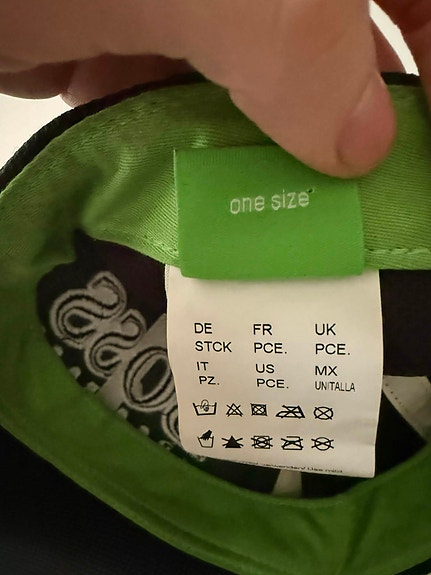 one size
DE FR UK
STCK PCE. PCE.
IT US MX
PZ. PCE. UNITALLA